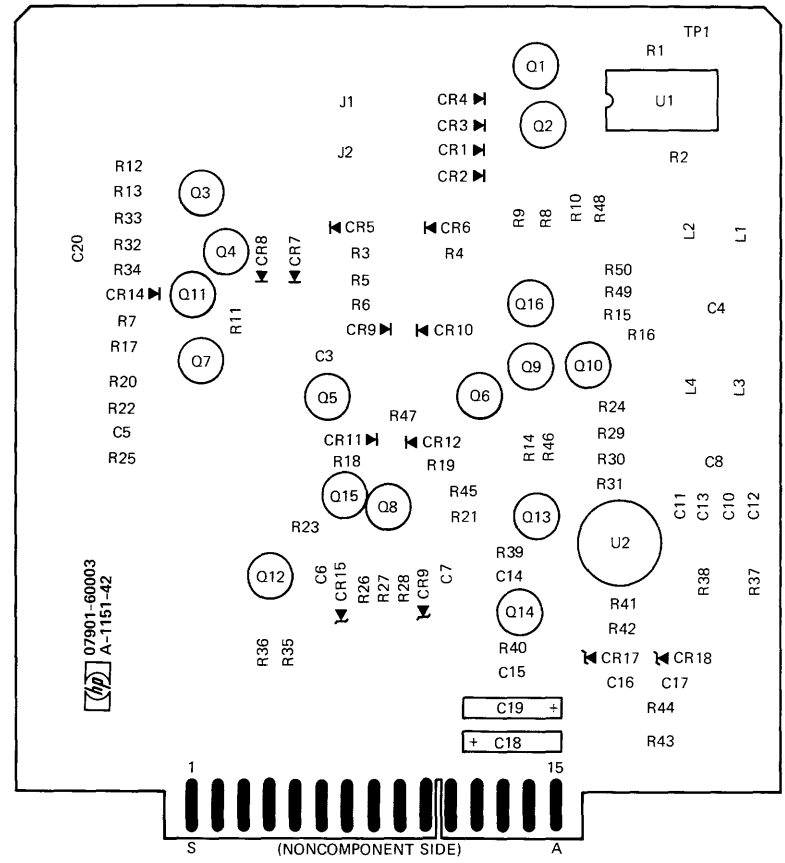 TP1
R1
Q1
J1
CR4
U1
CR3
Q2
J2
CR1
R2
CR2
R12
R13
Q3
R33
R9
R8
R10
R48
C20
R32
Q4
CR8
CR7
CR5
CR6
L2
L1
R3
R4
R34
R5
R50
CR14
Q11
R49
R6
Q16
R15
C4
R7
R11
CR9
CR10
R16
R17
Q7
C3
Q9
Q10
R20
L4
L3
R22
Q5
Q6
R24
R47
C5
CR11
CR12
R14
R46
R29
R25
R18
R19
R30
C8
R31
Q15
Q8
R45
R21
Q13
C11
C13
C10
C12
R23
U2
R39
Q12
C6
CR15
R26
R27
R28
CR9
C7
C14
R38
R37
Q14
R41
R42
07901-60003
A-1151-42
hp
R36
R35
R40
C15
CR17
CR18
C16
C17
C19 +
R44
+ C18
R43
1
15
S
(NONCOMPONENT SIDE)
A